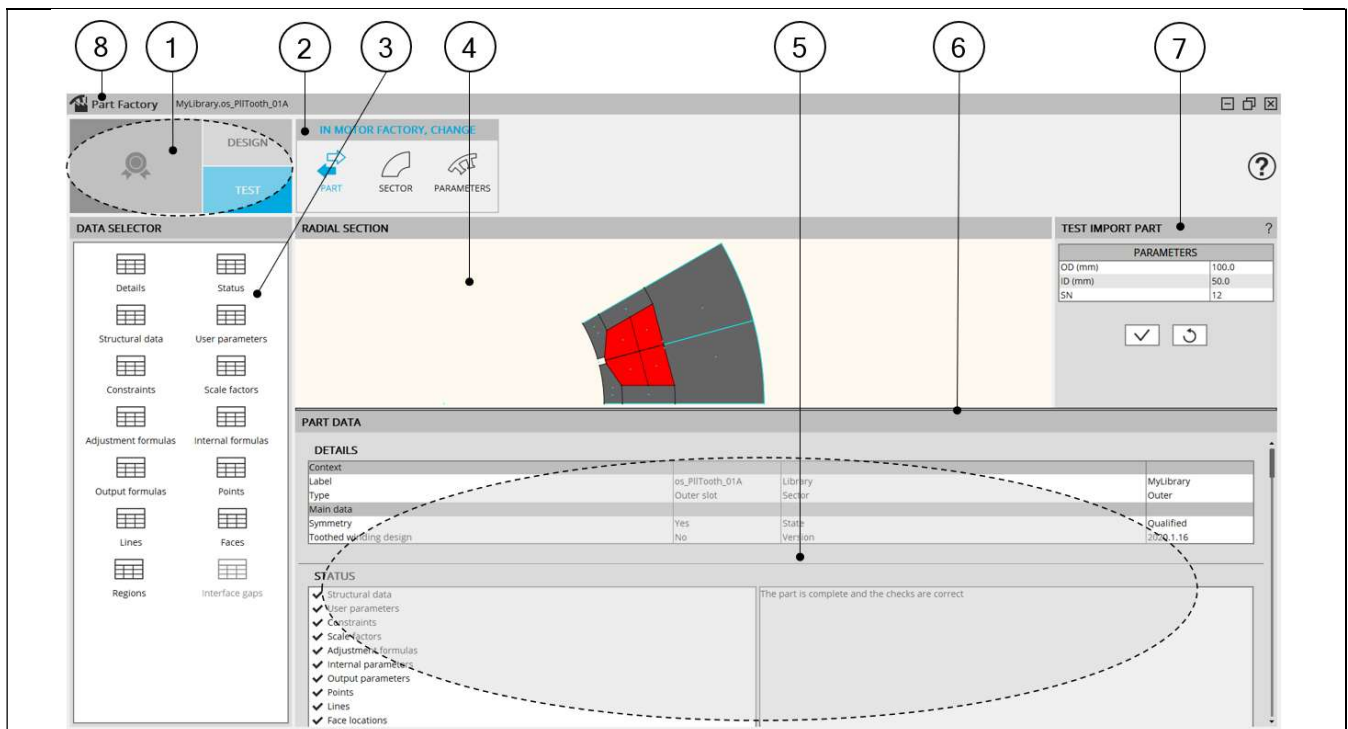 8 1 2 3 4 5 6 7
Part Factory MyLibrary.os_PllTooth_01A
DESIGN
TEST
IN MOTOR FACTORY, CHANGE
PART SECTOR PARAMETERS
?
DATA SELECTOR
Details Status
Structural data User parameters
Constraints Scale factors
Adjustment formulas Internal formulas
Output formulas Points
Lines Faces
Regions Interface gaps
RADIAL SECTION
TEST IMPORT PART ?
PARAMETERS
OD (mm) 100.0
ID (mm) 50.0
SN 12
PART DATA
DETAILS
Context
Label os_PllTooth_01A Library MyLibrary
Type Outer slot Sector Outer
Main data
Symmetry Yes State Qualified
Toothed winding design No Version 2020.1.16
STATUS
Structural data
User parameters
Constraints
Scale factors
Adjustment formulas
Internal parameters
Output parameters
Points
Lines
Face locations
The part is complete and the checks are correct